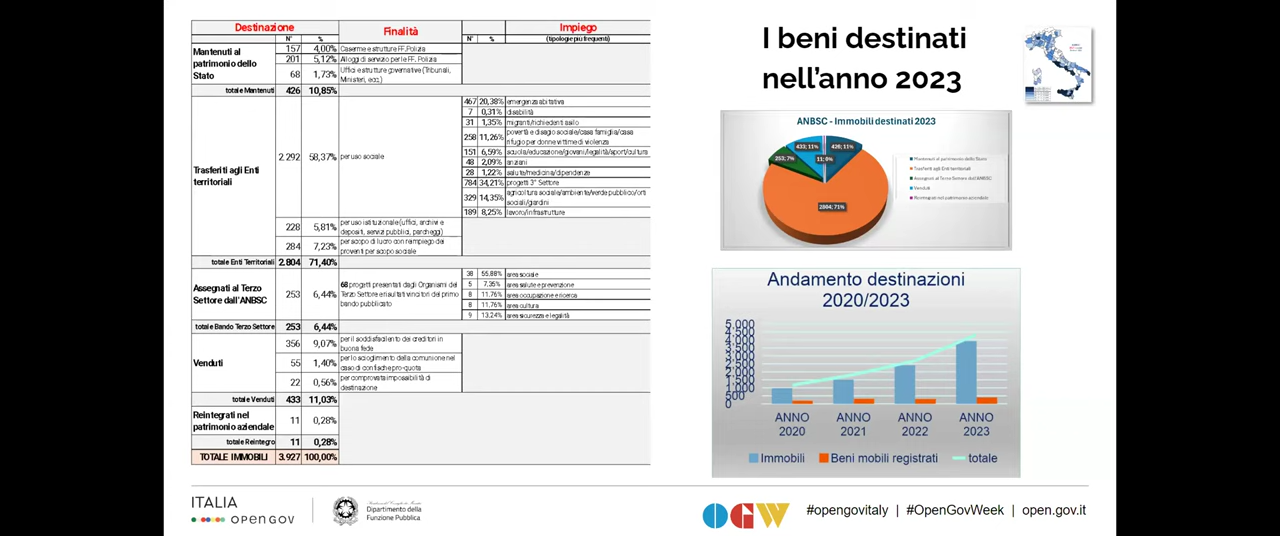 Destinazione Finalità Impiego
N° % N° % (tipologie più frequenti)
Mantenuti al patrimonio dello Stato
157 4,00% Caserme e strutture FF.Polizia
201 5,12% Alloggi di servizio per le FF. Polizia
68 1,73% Uffici e strutture governative (Tribunali, Ministeri, ecc.)
totale Mantenuti 426 10,85%
Trasferiti agli Enti territoriali
2.292 58,37% per uso sociale
467 20,38% emergenza abitativa
7 0,31% disabilità
31 1,35% migranti/richiedenti asilo
258 11,26% povertà e disagio sociale/casa famiglia/casa rifugio per donne vittime di violenza
151 6,59% scuola/educazione/giovani/legalità/sport/cultura
48 2,09% anziani
28 1,22% salute/medicina/dipendenze
784 34,21% progetti 3° Settore
329 14,35% agricoltura sociale/ambiente/verde pubblico/orti sociali/giardini
189 8,25% lavoro/infrastrutture
228 5,81% per uso istituzionale (uffici, archivi e depositi, servizi pubblici, parcheggi)
284 7,23% per scopo di lucro con reimpiego dei proventi per scopo sociale
totale Enti Territoriali 2.804 71,40%
Assegnati al Terzo Settore dall'ANBSC
253 6,44% 68 progetti presentati dagli Organismi del Terzo Settore e risultati vincitori del primo bando pubblicato
38 55.88% area sociale
5 7.35% area salute e prevenzione
8 11.76% area occupazione e ricerca
8 11.76% area cultura
9 13.24% area sicurezza e legalità
totale Bando Terzo Settore 253 6,44%
Venduti
356 9,07% per il soddisfacimento dei creditori in buona fede
55 1,40% per lo scioglimento della comunione nel caso di confische pro-quota
22 0,56% per comprovata impossibilità di destinazione
totale Venduti 433 11,03%
Reintegrati nel patrimonio aziendale 11 0,28%
totale Reintegro 11 0,28%
TOTALE IMMOBILI 3.927 100,00%
I beni destinati
nell'anno 2023
ANBSC - Immobili destinati 2023
433; 11%
426; 11%
253; 7%
11; 0%
2804; 71%
Mantenuti al patrimonio dello Stato
Trasferiti agli Enti territoriali
Assegnati al Terzo Settore dall'ANBSC
Venduti
Reintegrati nel patrimonio aziendale
Andamento destinazioni
2020/2023
5.000
4.500
4.000
3.500
3.000
2.500
2.000
1.500
1.000
500
0
ANNO 2020
ANNO 2021
ANNO 2022
ANNO 2023
Immobili
Beni mobili registrati
totale
ITALIA
OPEN GOV
Dipartimento della
Funzione Pubblica
OGW
#opengovitaly | #OpenGovWeek | open.gov.it